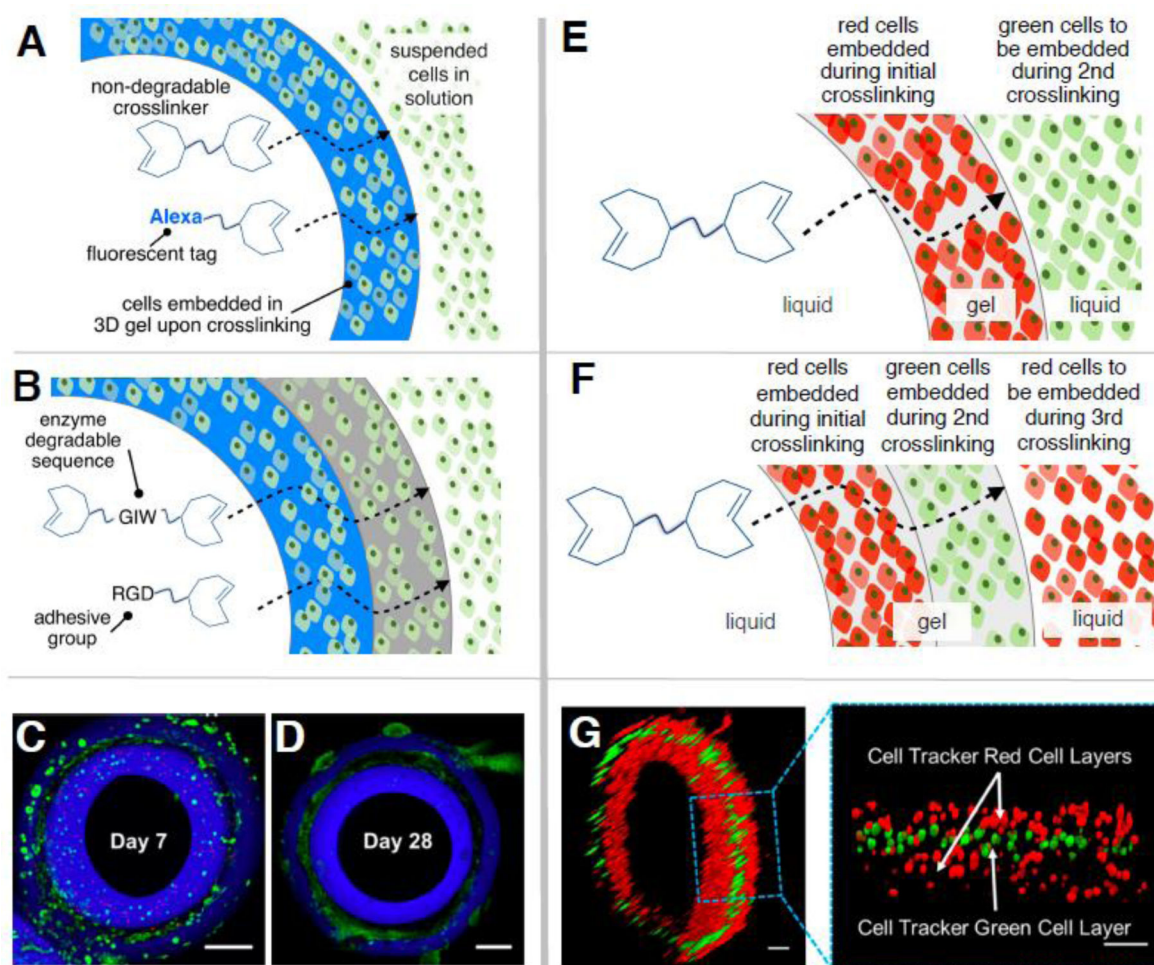 A
suspended
cells in
solution
non-degradable
crosslinker
Alexa
fluorescent tag
cells embedded in
3D gel upon crosslinking
B
enzyme
degradable
sequence
GIW
RGD
adhesive
group
C
Day 7
D
Day 28
E
red cells
embedded
during initial
crosslinking
green cells to
be embedded
during 2nd
crosslinking
liquid
gel
liquid
F
red cells
embedded
during initial
crosslinking
green cells
embedded
during 2nd
crosslinking
red cells to
be embedded
during 3rd
crosslinking
liquid
gel
liquid
G
Cell Tracker Red Cell Layers
Cell Tracker Green Cell Layer